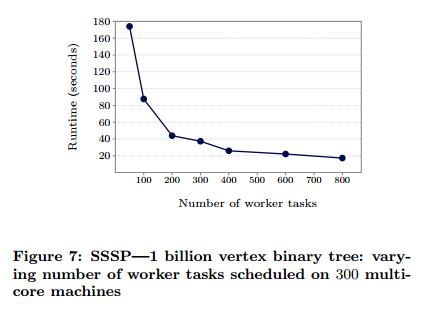 180
160
140
120
100
80
60
40
20
Runtime (seconds)
100 200 300 400 500 600 700 800
Number of worker tasks
Figure 7: SSSP—1 billion vertex binary tree: vary-
ing number of worker tasks scheduled on 300 multi-
core machines